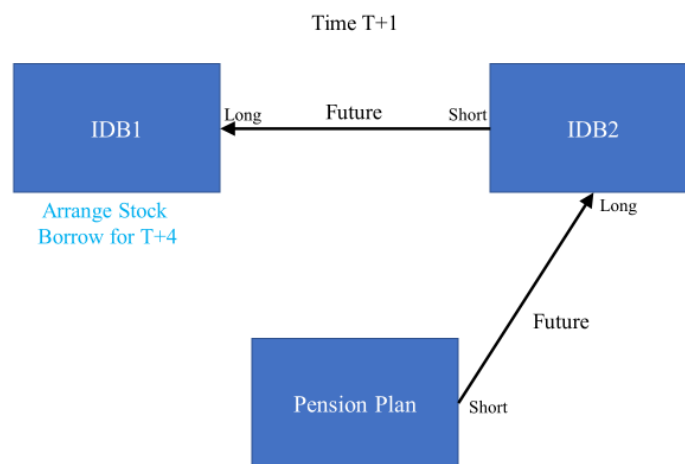 Time T+1
IDB1
Long
Future
Short
IDB2
Arrange Stock
Borrow for T+4
Long
Future
Pension Plan
Short